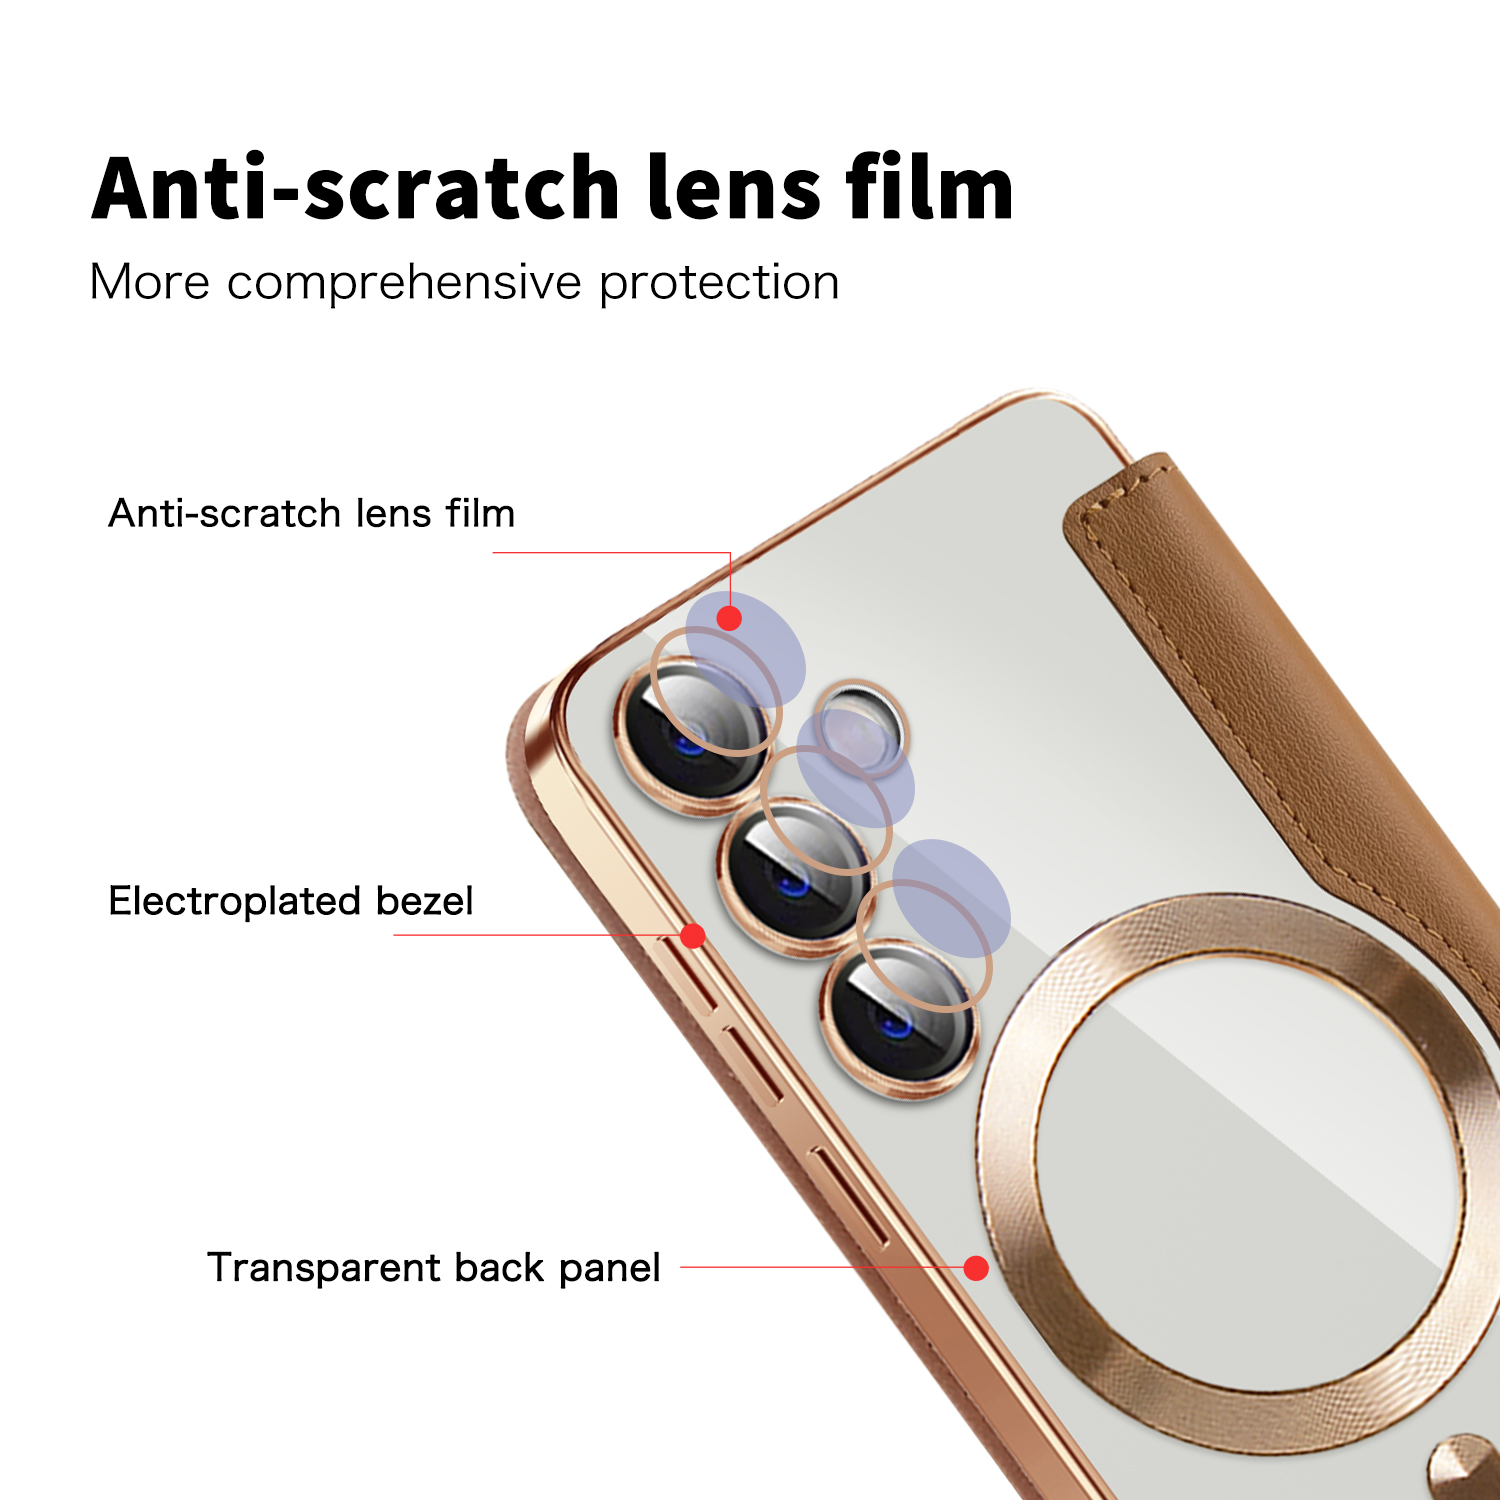 Anti-scratch lens film
More comprehensive protection
Anti-scratch lens film
Electroplated bezel
Transparent back panel